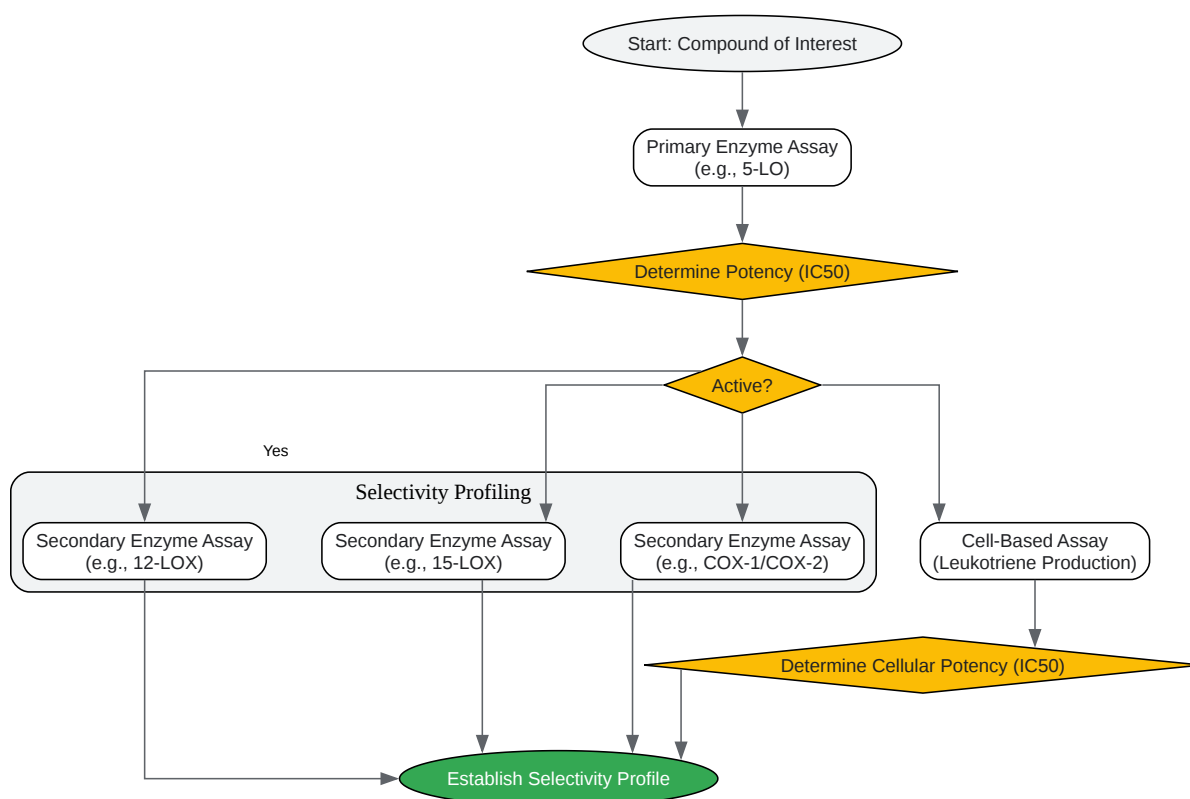 Start: Compound of Interest
Primary Enzyme Assay
(e.g., 5-LO)
Determine Potency (IC50)
Active?
Yes
Selectivity Profiling
Secondary Enzyme Assay
(e.g., 12-LOX)
Secondary Enzyme Assay
(e.g., 15-LOX)
Secondary Enzyme Assay
(e.g., COX-1/COX-2)
Cell-Based Assay
(Leukotriene Production)
Determine Cellular Potency (IC50)
Establish Selectivity Profile